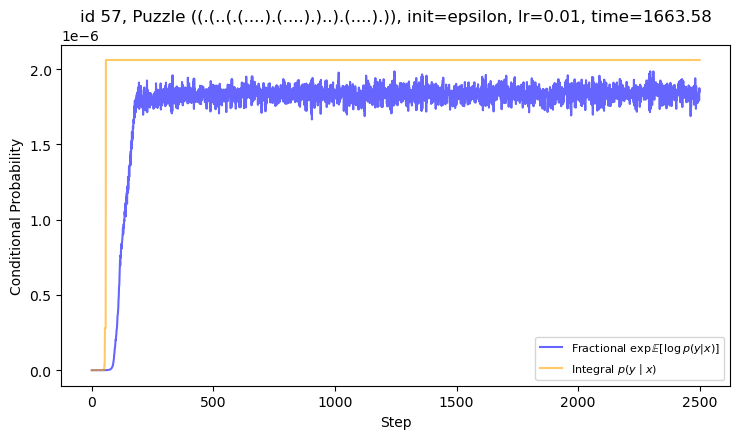 id 57, Puzzle ((.(..(.(....).(....).)..).(....).)), init=epsilon, lr=0.01, time=1663.58
1e−6
2.0
1.5
1.0
0.5
0.0
Conditional Probability
0
500
1000
1500
2000
2500
Step
Fractional exp𝔼[log p(y|x)]
Integral p(y | x)